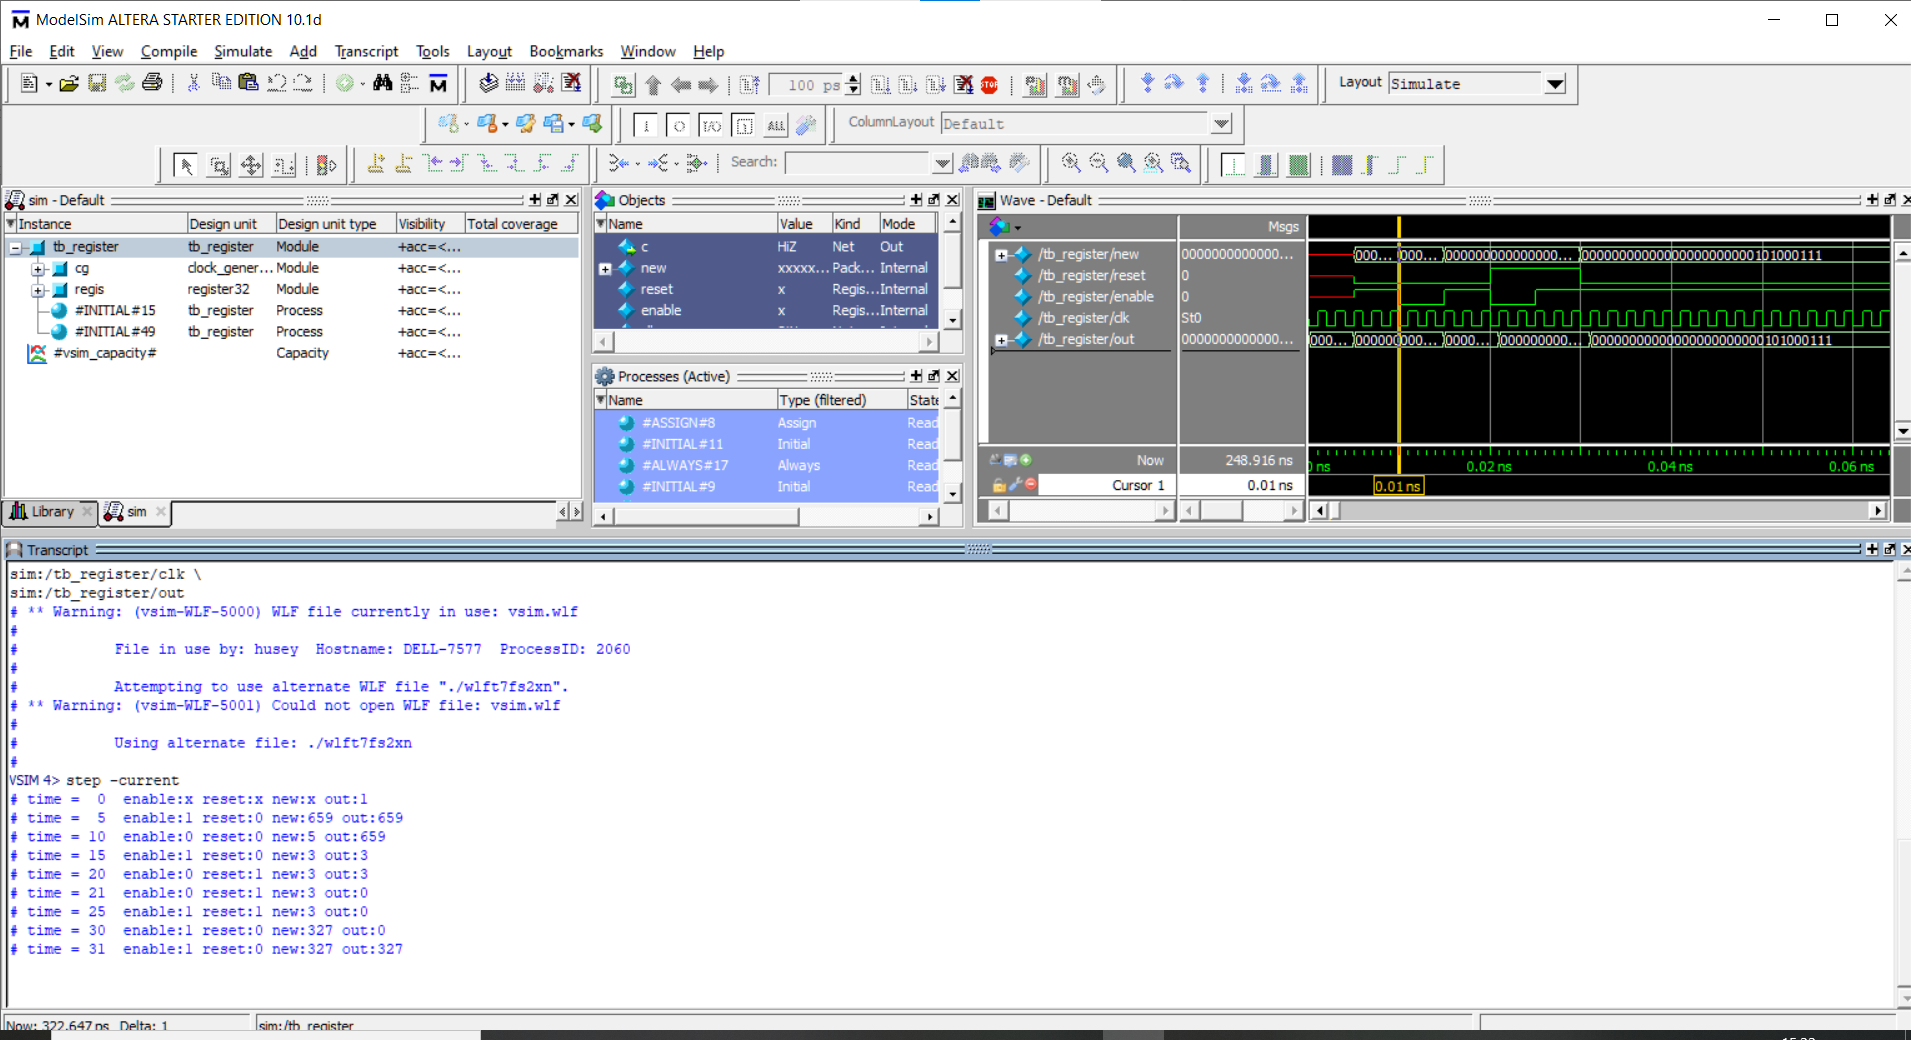 ModelSim ALTERA STARTER EDITION 10.1d
File Edit View Compile Simulate Add Transcript Tools Layout Bookmarks Window Help
100 ps
Layout Simulate
ColumnLayout Default
Search:
sim - Default
Instance Design unit Design unit type Visibility Total coverage
tb_register tb_register Module +acc=<...
cg clock_gener... Module +acc=<...
regis register32 Module +acc=<...
#INITIAL#15 tb_register Process +acc=<...
#INITIAL#49 tb_register Process +acc=<...
#vsim_capacity# Capacity +acc=<...
Library sim
Objects
Name Value Kind Mode
c HiZ Net Out
new xxxxx... Pack... Internal
reset x Regis... Internal
enable x Regis... Internal
Processes (Active)
Name Type (filtered) State
#ASSIGN#8 Assign Read
#INITIAL#11 Initial Read
#ALWAYS#17 Always Read
#INITIAL#9 Initial Read
Wave - Default
Msgs
/tb_register/new 0000000000000... 000... 000... 000000000000000... 00000000000000000000000101000111
/tb_register/reset 0
/tb_register/enable 0
/tb_register/clk St0
/tb_register/out 0000000000000... 000... 000000 000... 0000... 000000000... 00000000000000000000000101000111
Now 248.916 ns ns 0.02 ns 0.04 ns 0.06 ns
Cursor 1 0.01 ns 0.01 ns
Transcript
sim:/tb_register/clk \
sim:/tb_register/out
# ** Warning: (vsim-WLF-5000) WLF file currently in use: vsim.wlf
#
# File in use by: husey Hostname: DELL-7577 ProcessID: 2060
#
# Attempting to use alternate WLF file "./wlft7fs2xn".
# ** Warning: (vsim-WLF-5001) Could not open WLF file: vsim.wlf
#
# Using alternate file: ./wlft7fs2xn
#
VSIM 4> step -current
# time = 0 enable:x reset:x new:x out:1
# time = 5 enable:1 reset:0 new:659 out:659
# time = 10 enable:0 reset:0 new:5 out:659
# time = 15 enable:1 reset:0 new:3 out:3
# time = 20 enable:0 reset:1 new:3 out:3
# time = 21 enable:0 reset:1 new:3 out:0
# time = 25 enable:1 reset:1 new:3 out:0
# time = 30 enable:1 reset:0 new:327 out:0
# time = 31 enable:1 reset:0 new:327 out:327
Now: 322.647 ns Delta: 1 sim:/tb_register